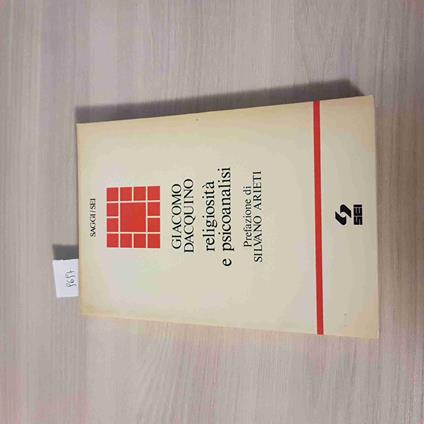 SAGGI/SEI
GIACOMO
DACQUINO
religiosità
e psicoanalisi
Prefazione di
SILVANO ARIETI
SEI